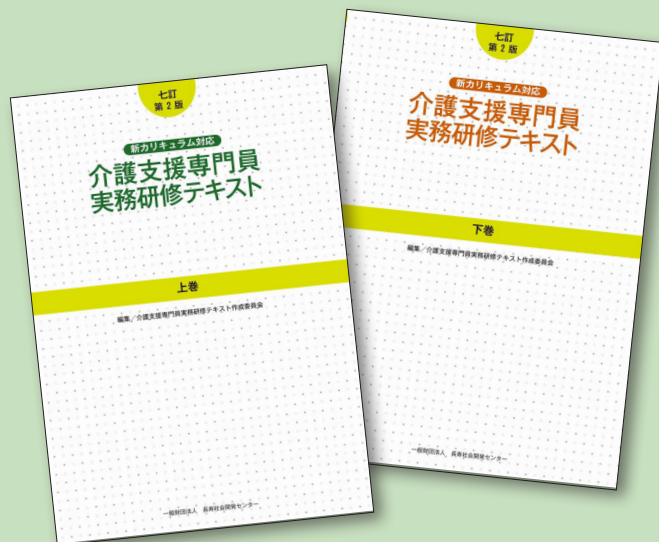 七訂
第2版
新カリキュラム対応
介護支援専門員
実務研修テキスト
上巻
編集／介護支援専門員実務研修テキスト作成委員会
一般財団法人 長寿社会開発センター
七訂
第2版
新カリキュラム対応
介護支援専門員
実務研修テキスト
下巻
編集／介護支援専門員実務研修テキスト作成委員会
一般財団法人 長寿社会開発センター